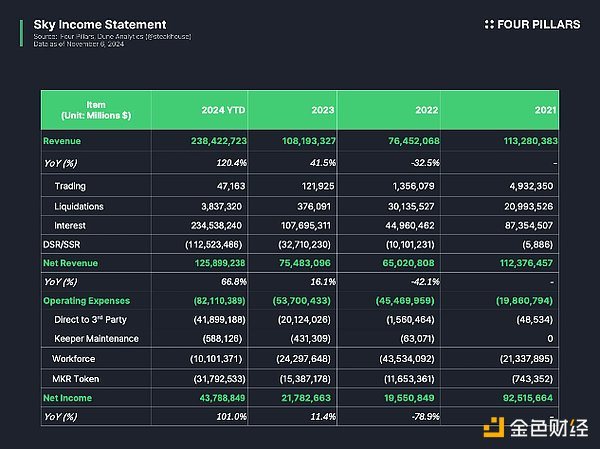 Sky Income Statement
Source: Four Pillars, Dune Analytics (@steakhouse)
Data as of November 6, 2024
FOUR PILLARS
Item (Unit: Millions $) 2024 YTD 2023 2022 2021
Revenue 238,422,723 108,193,327 76,452,068 113,280,383
YoY (%) 120.4% 41.5% -32.5% -
Trading 47,163 121,925 1,356,079 4,932,350
Liquidations 3,837,320 376,091 30,135,527 20,993,526
Interest 234,538,240 107,695,311 44,960,462 87,354,507
DSR/SSR (112,523,486) (32,710,230) (10,101,231) (5,886)
Net Revenue 125,899,238 75,483,096 65,020,808 112,376,457
YoY (%) 66.8% 16.1% -42.1% -
Operating Expenses (82,110,389) (53,700,433) (45,469,959) (19,860,794)
Direct to 3rd Party (41,899,188) (20,124,026) (1,560,464) (48,534)
Keeper Maintenance (588,126) (431,309) (63,071) 0
Workforce (10,101,371) (24,297,648) (43,534,092) (21,337,895)
MKR Token (31,792,533) (15,387,178) (11,653,361) (743,352)
Net Income 43,788,849 21,782,663 19,550,849 92,515,664
YoY (%) 101.0% 11.4% -78.9% -
金色财经